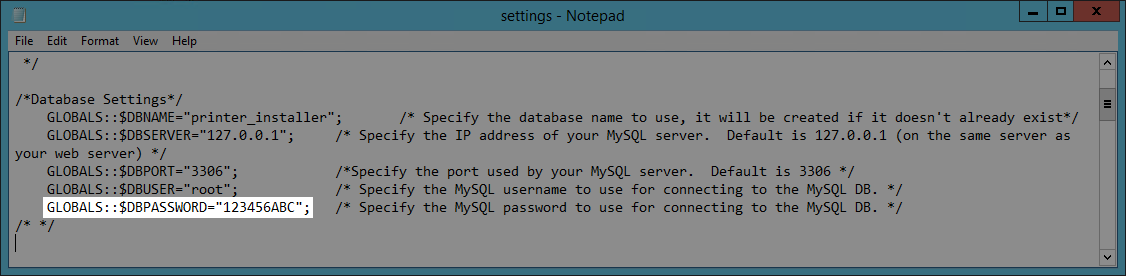 settings - Notepad
File Edit Format View Help
*/
/*Database Settings*/
GLOBALS::$DBNAME="printer_installer"; /* Specify the database name to use, it will be created if it doesn't already exist*/
GLOBALS::$DBSERVER="127.0.0.1"; /* Specify the IP address of your MySQL server. Default is 127.0.0.1 (on the same server as
your web server) */
GLOBALS::$DBPORT="3306"; /*Specify the port used by your MySQL server. Default is 3306 */
GLOBALS::$DBUSER="root"; /* Specify the MySQL username to use for connecting to the MySQL DB. */
GLOBALS::$DBPASSWORD="123456ABC"; /* Specify the MySQL password to use for connecting to the MySQL DB. */
/* */